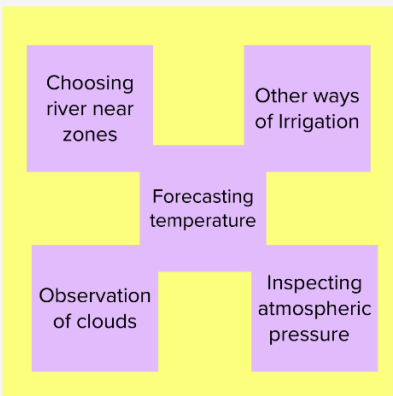 Choosing
river near
zones
Other ways
of Irrigation
Forecasting
temperature
Observation
of clouds
Inspecting
atmospheric
pressure